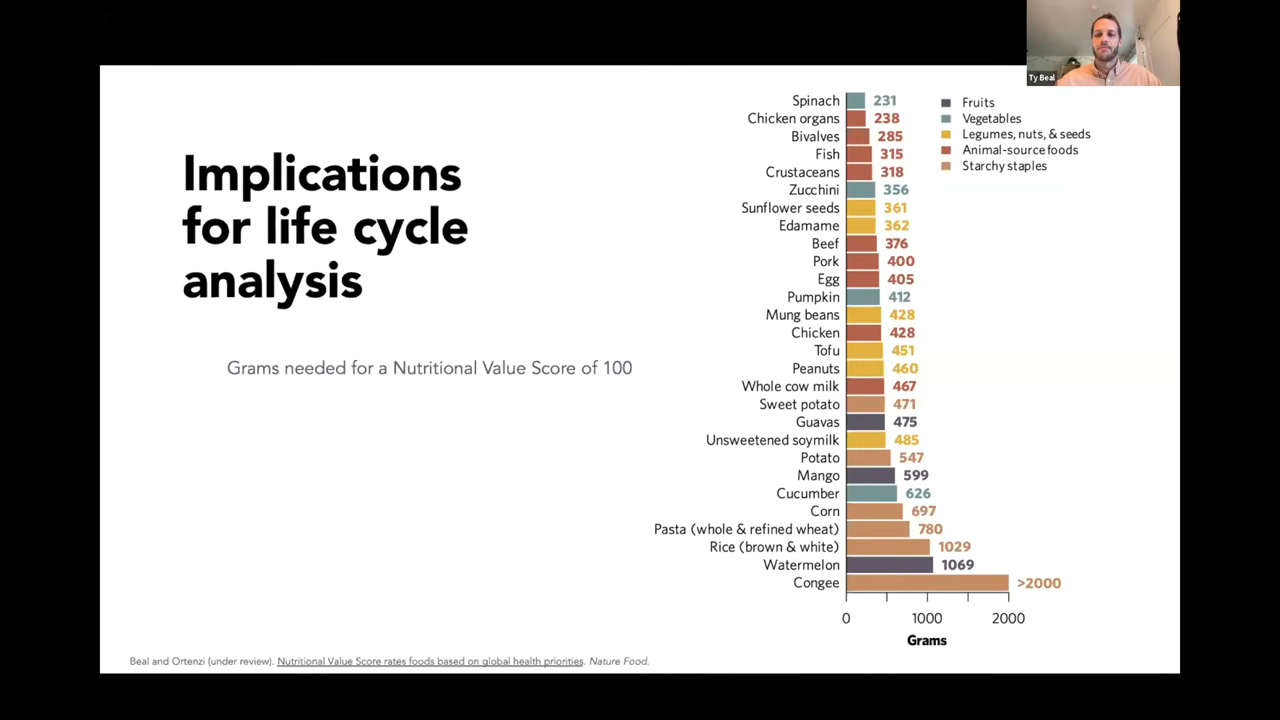 Ty Beal
Implications
for life cycle
analysis
Grams needed for a Nutritional Value Score of 100
Spinach 231
Chicken organs 238
Bivalves 285
Fish 315
Crustaceans 318
Zucchini 356
Sunflower seeds 361
Edamame 362
Beef 376
Pork 400
Egg 405
Pumpkin 412
Mung beans 428
Chicken 428
Tofu 451
Peanuts 460
Whole cow milk 467
Sweet potato 471
Guavas 475
Unsweetened soymilk 485
Potato 547
Mango 599
Cucumber 626
Corn 697
Pasta (whole & refined wheat) 780
Rice (brown & white) 1029
Watermelon 1069
Congee >2000
0 1000 2000
Grams
Fruits
Vegetables
Legumes, nuts, & seeds
Animal-source foods
Starchy staples
Beal and Ortenzi (under review). Nutritional Value Score rates foods based on global health priorities. Nature Food.